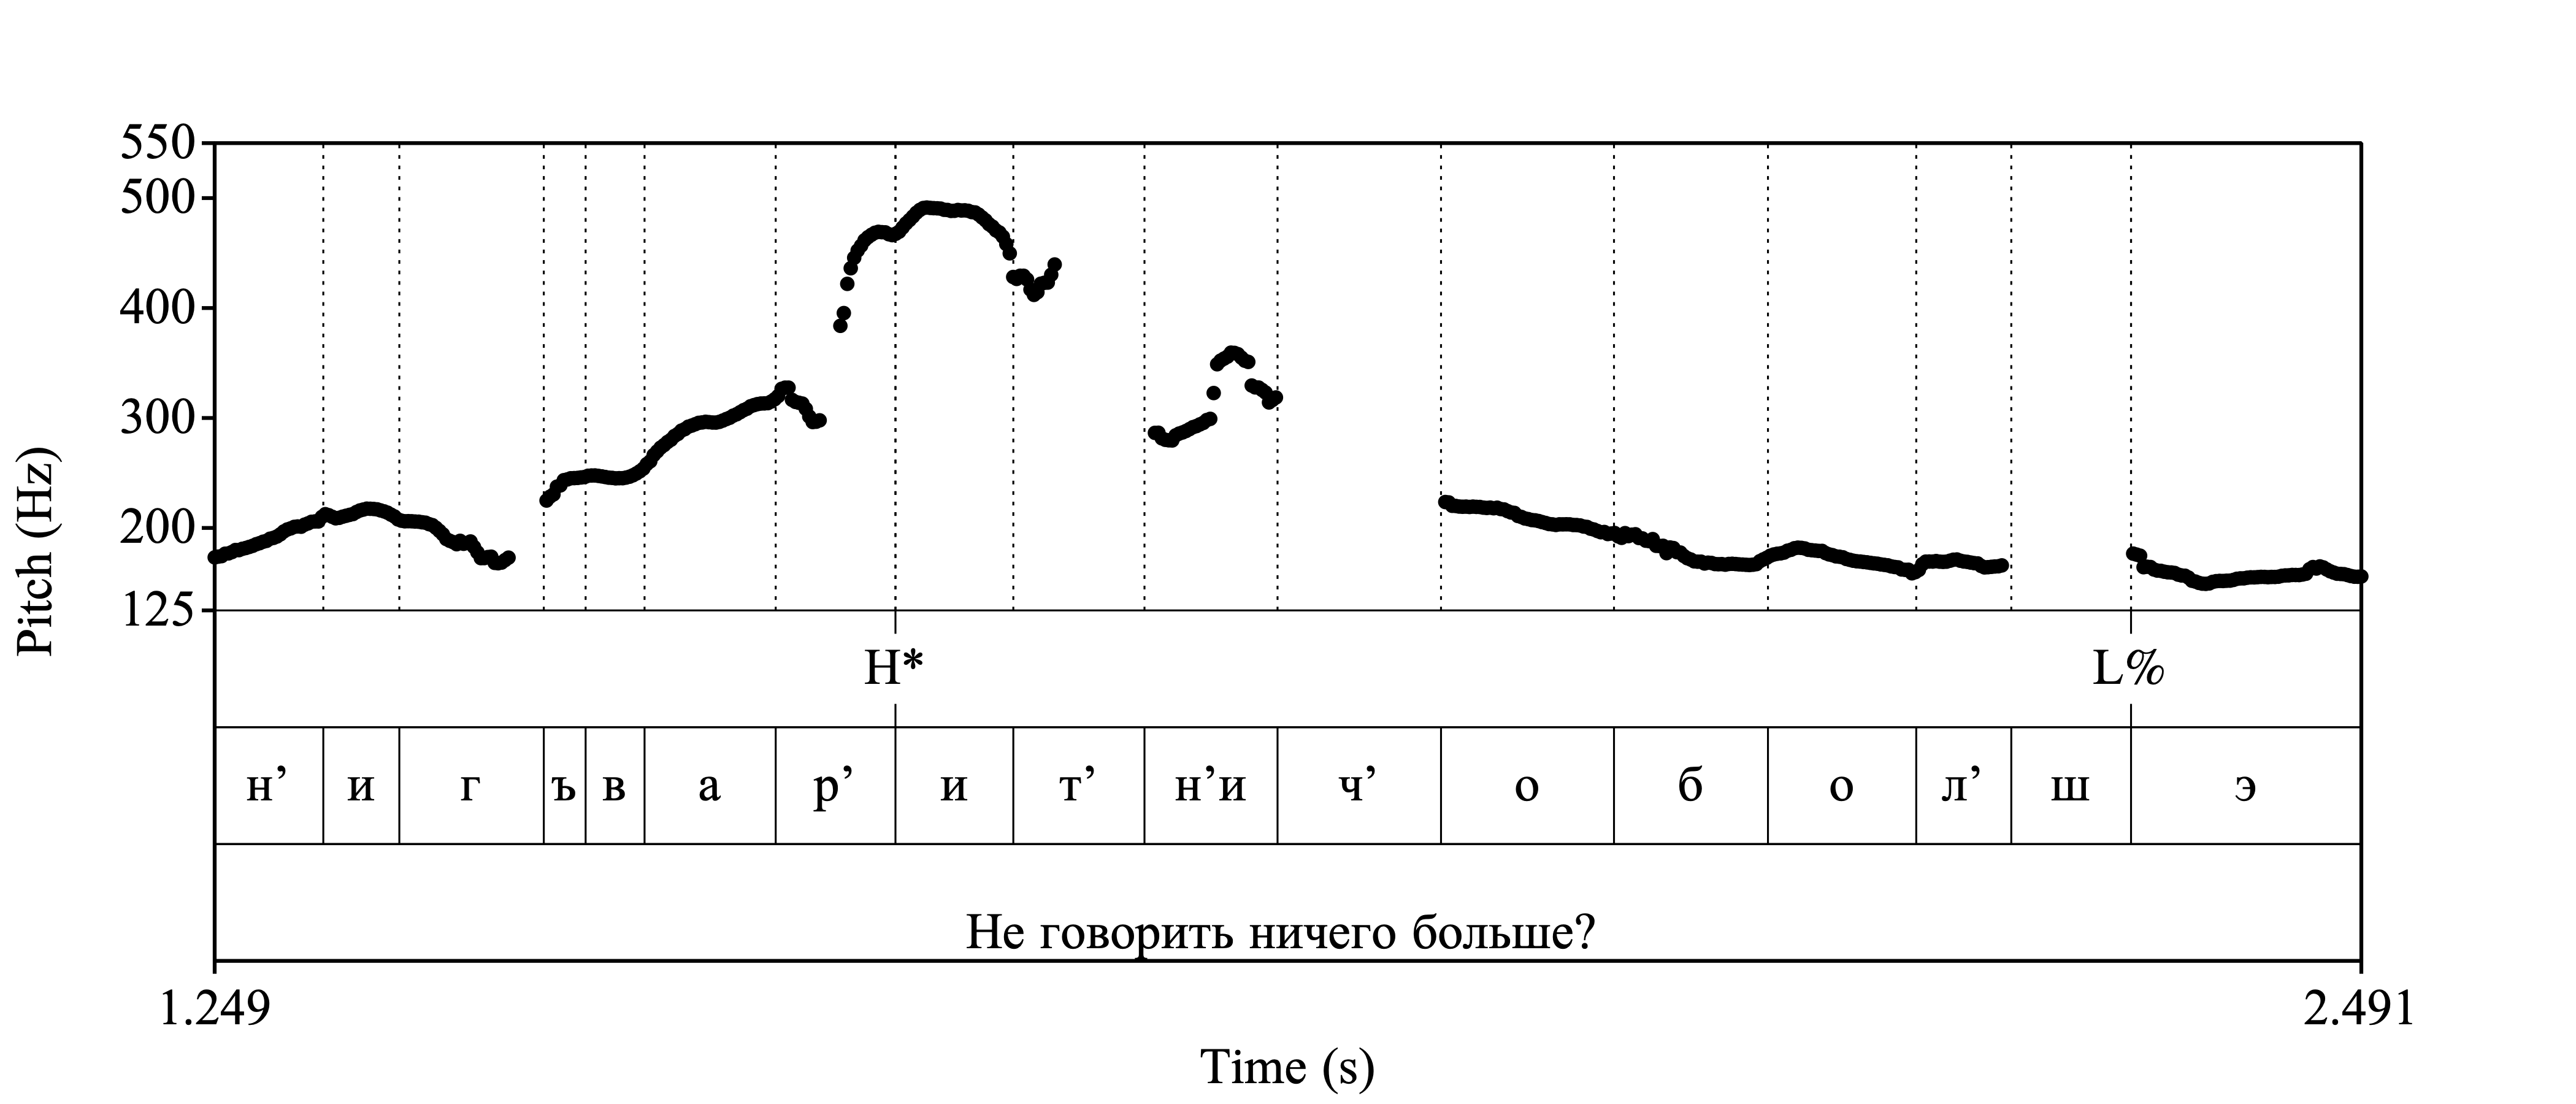 550
500
400
300
200
125
Pitch (Hz)
H* L%
н’ и г ъ в а р’ и т’ н’и ч’ о б о л’ ш э
Не говорить ничего больше?
1.249 2.491
Time (s)